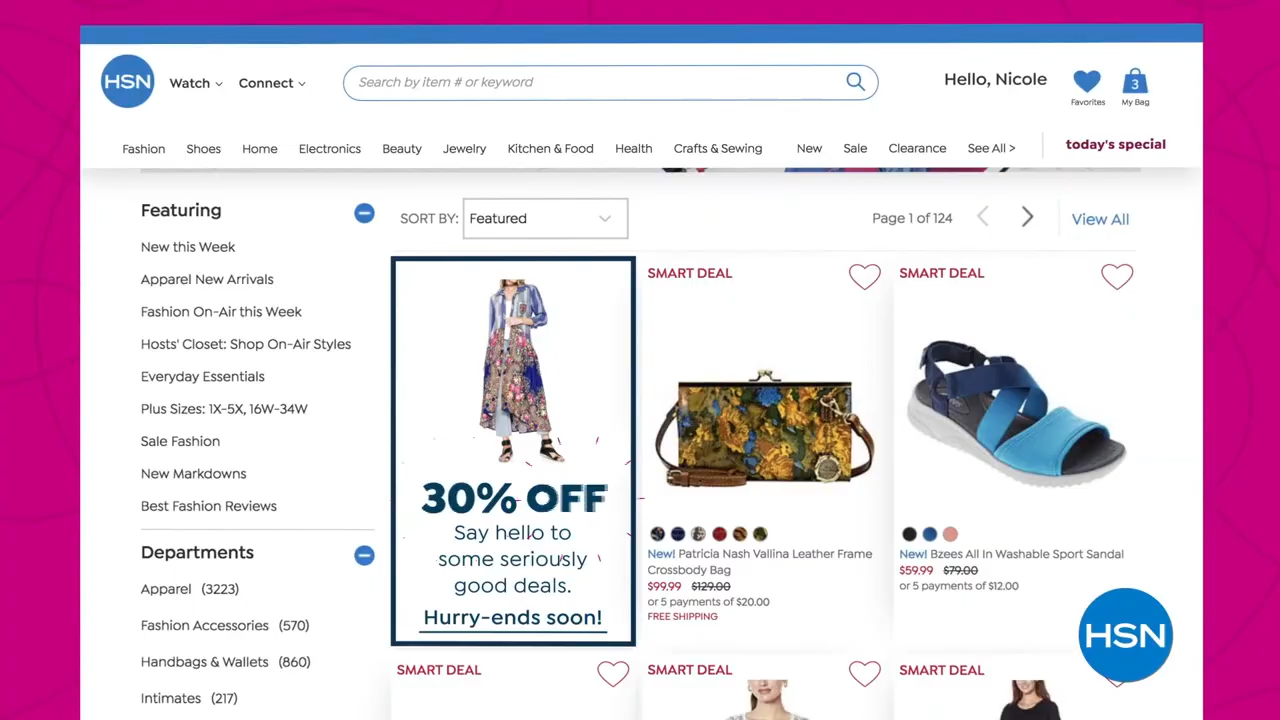 HSN
Watch
Connect
Search by item # or keyword
Hello, Nicole
Favorites
3
My Bag
Fashion
Shoes
Home
Electronics
Beauty
Jewelry
Kitchen & Food
Health
Crafts & Sewing
New
Sale
Clearance
See All >
today's special
Featuring
New this Week
Apparel New Arrivals
Fashion On-Air this Week
Hosts' Closet: Shop On-Air Styles
Everyday Essentials
Plus Sizes: 1X-5X, 16W-34W
Sale Fashion
New Markdowns
Best Fashion Reviews
Departments
Apparel (3223)
Fashion Accessories (570)
Handbags & Wallets (860)
Intimates (217)
SORT BY: Featured
Page 1 of 124
View All
30% OFF
Say hello to
some seriously
good deals.
Hurry-ends soon!
SMART DEAL
New! Patricia Nash Vallina Leather Frame
Crossbody Bag
$99.99 $129.00
or 5 payments of $20.00
FREE SHIPPING
SMART DEAL
New! Bzees All In Washable Sport Sandal
$59.99 $79.00
or 5 payments of $12.00
HSN
SMART DEAL
SMART DEAL
SMART DEAL